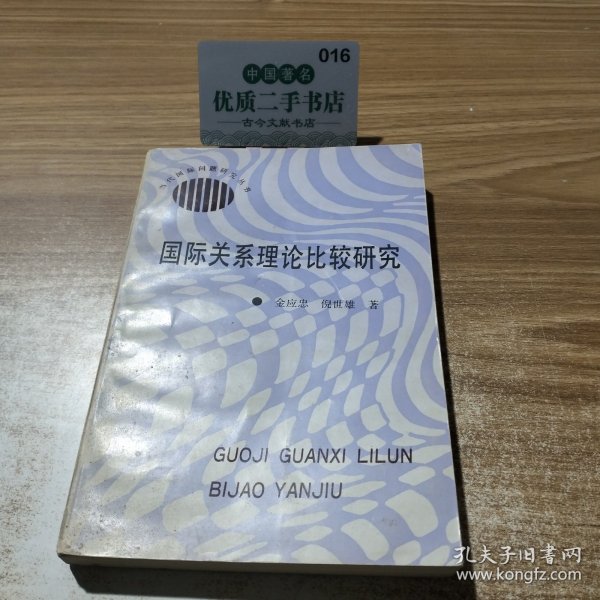 016
中国著名
优质二手书店
古今文献书店
当代国际问题研究丛书
国际关系理论比较研究
金应忠 倪世雄 著
GUOJI GUANXI LILUN
BIJAO YANJIU
孔夫子旧书网
www.kongfz.com